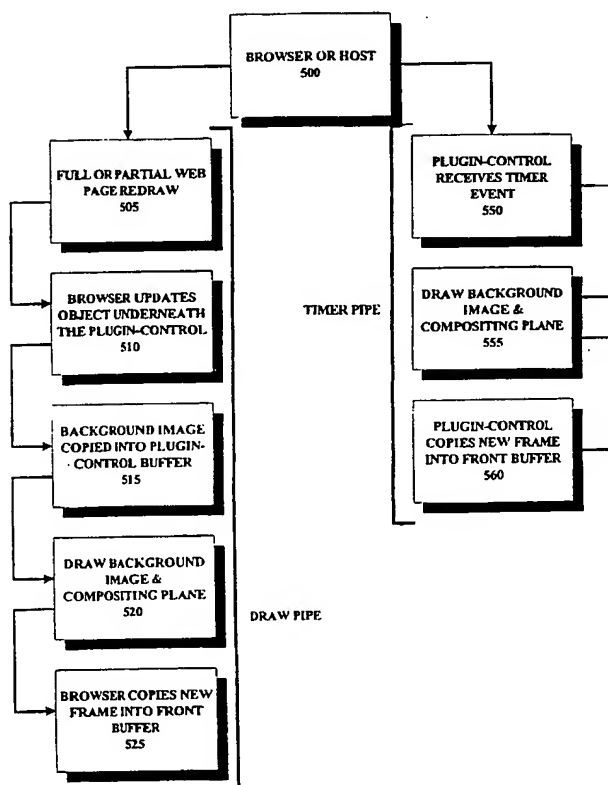 BROWSER OR HOST
500
FULL OR PARTIAL WEB
PAGE REDRAW
505
BROWSER UPDATES
OBJECT UNDERNEATH
THE PLUGIN-CONTROL
510
BACKGROUND IMAGE
COPIED INTO PLUGIN-
CONTROL BUFFER
515
DRAW BACKGROUND
IMAGE &
COMPOSITING PLANE
520
BROWSER COPIES NEW
FRAME INTO FRONT
BUFFER
525
DRAW PIPE
TIMER PIPE
PLUGIN-CONTROL
RECEIVES TIMER
EVENT
550
DRAW BACKGROUND
IMAGE &
COMPOSITING PLANE
555
PLUGIN-CONTROL
COPIES NEW FRAME
INTO FRONT BUFFER
560